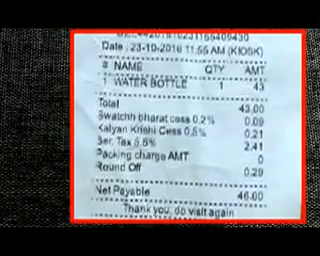 Date : 23-10-2016 11:55 AM (KIOSK)
# NAME QTY AMT
1 WATER BOTTLE 1 43
Total 43.00
Swatchh bharat cess 0.2% 0.09
Kalyan Krishi Cess 0.5% 0.21
Ser. Tax 5.6% 2.41
Packing charge AMT 0
Round Off 0.29
Net Payable 46.00
Thank you, do visit again